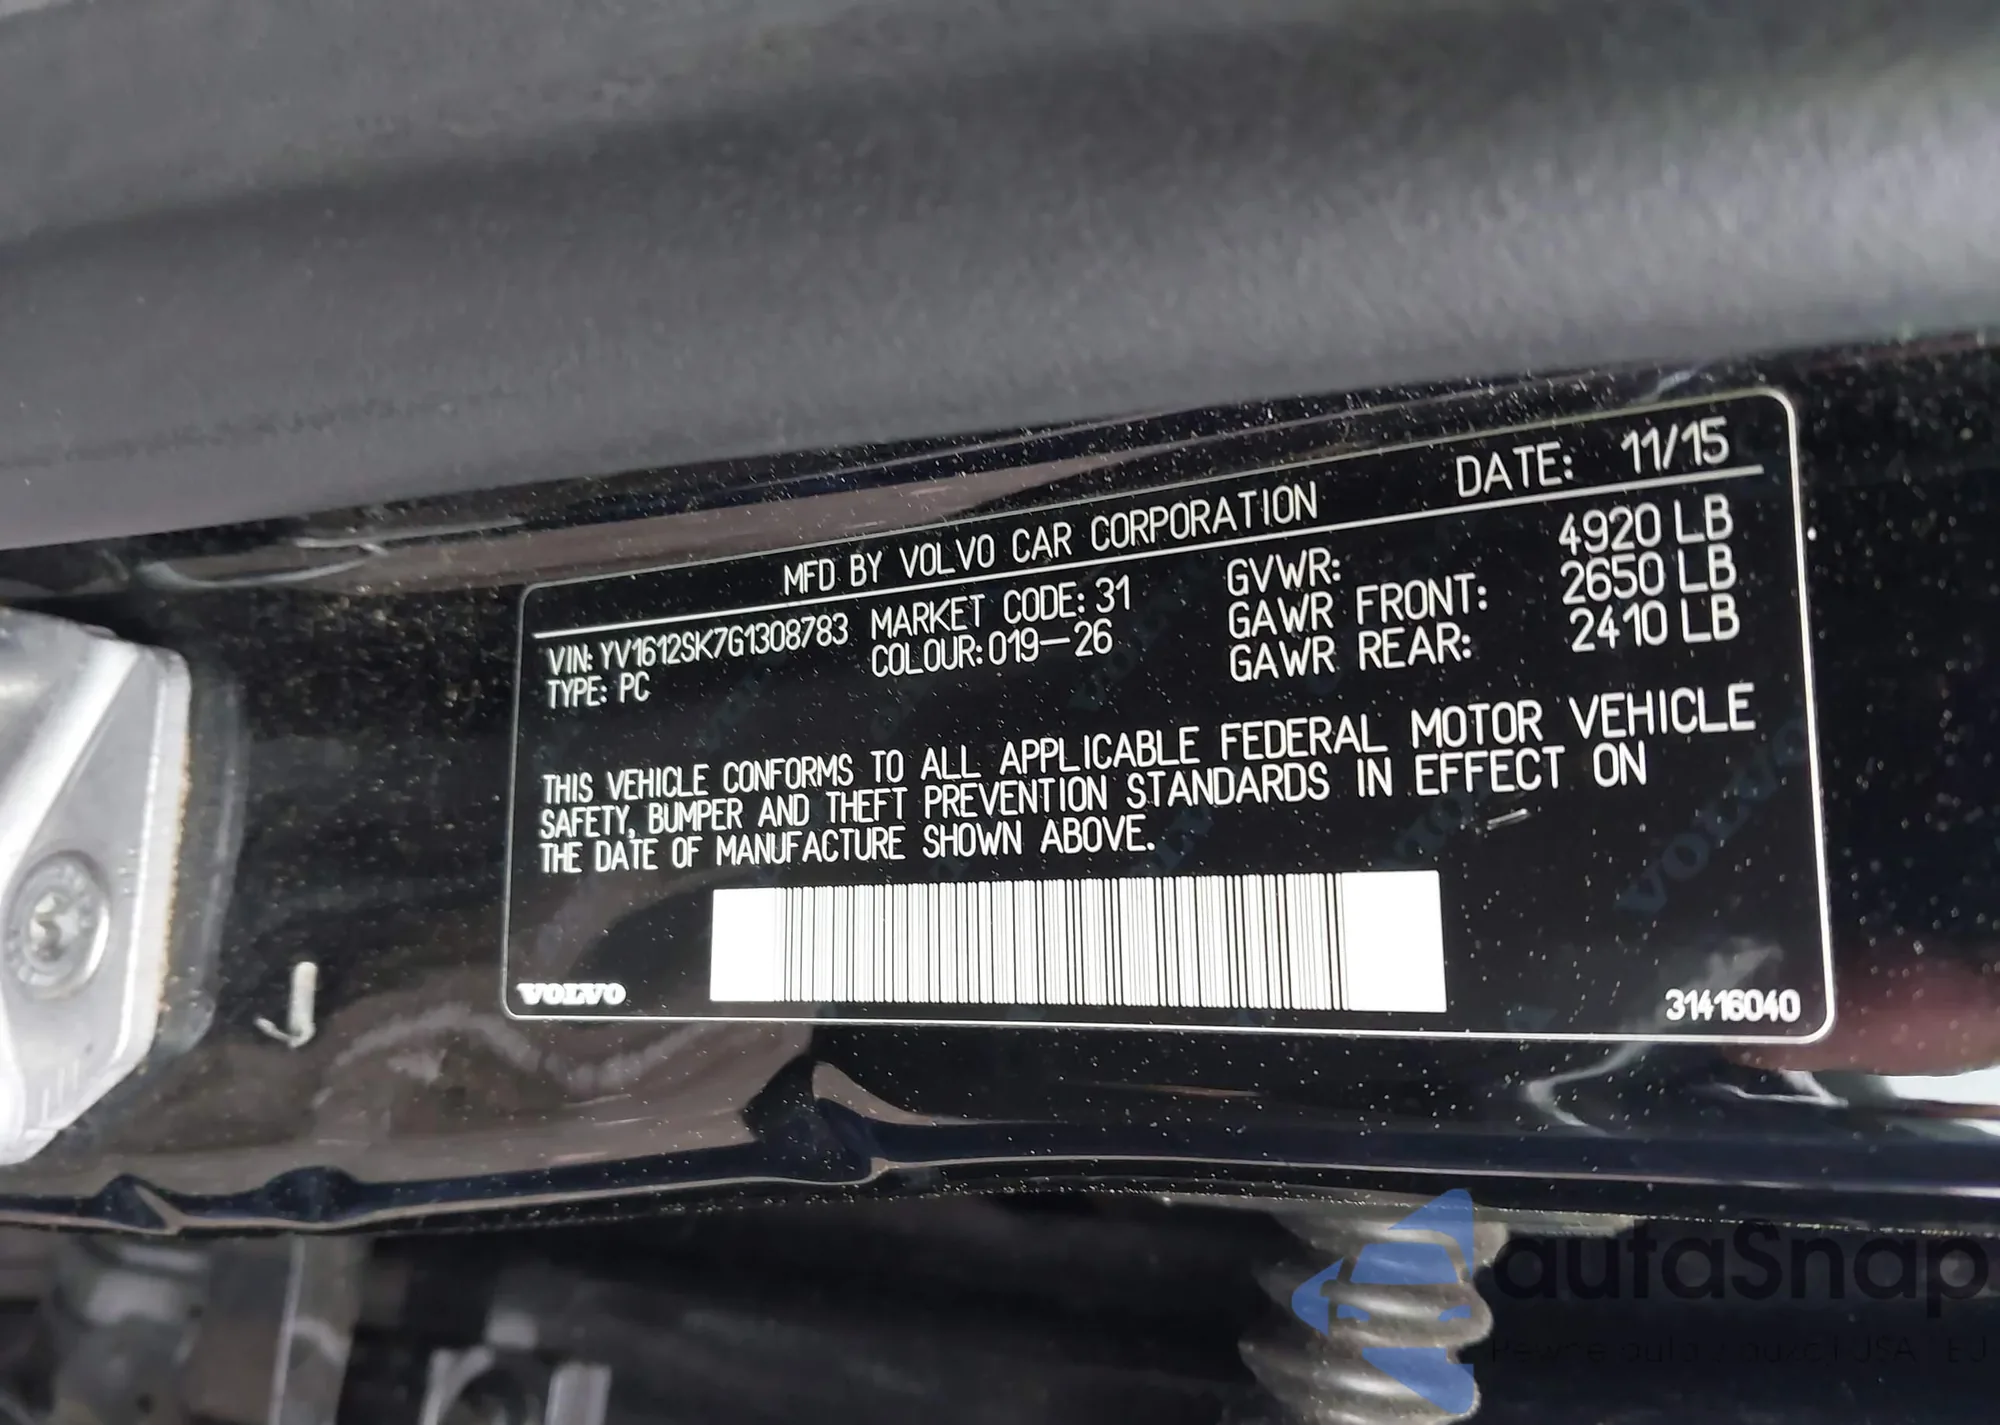 MFD BY VOLVO CAR CORPORATION DATE: 11/15
VIN: YV1612SK7G1308783 MARKET CODE: 31 GVWR: 4920 LB
TYPE: PC COLOUR: 019-26 GAWR FRONT: 2650 LB
GAWR REAR: 2410 LB
THIS VEHICLE CONFORMS TO ALL APPLICABLE FEDERAL MOTOR VEHICLE
SAFETY, BUMPER AND THEFT PREVENTION STANDARDS IN EFFECT ON
THE DATE OF MANUFACTURE SHOWN ABOVE.
VOLVO
31416040
autaSnap